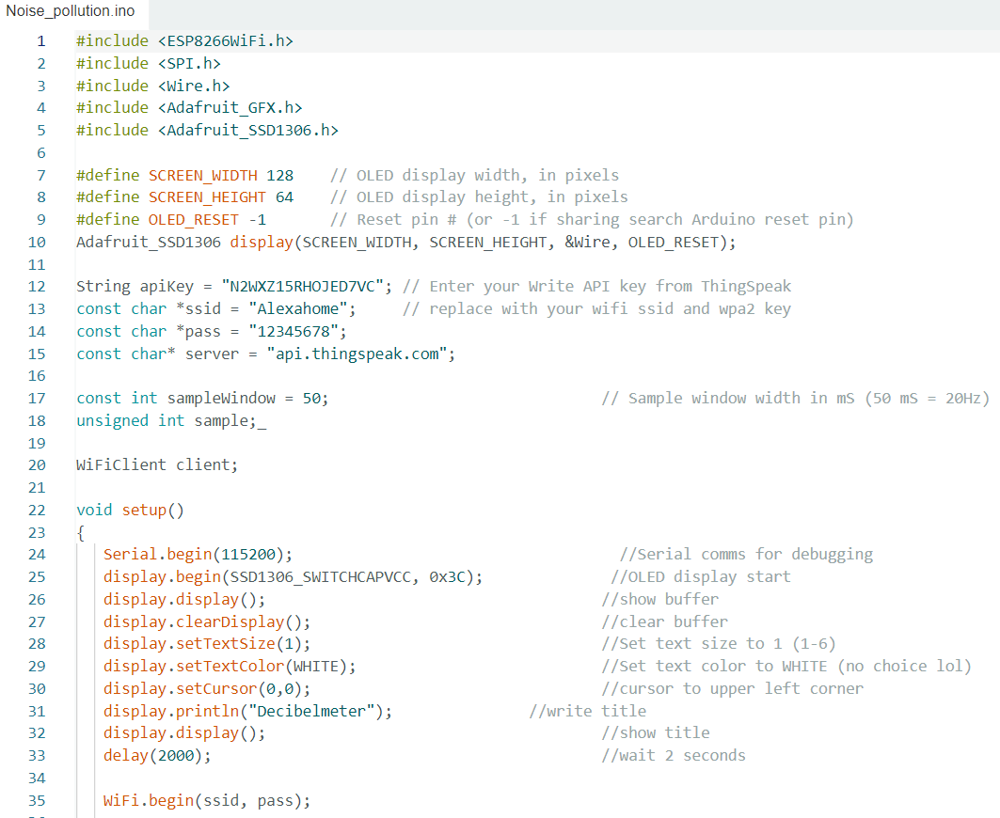 Noise_pollution.ino
1 #include <ESP8266WiFi.h>
2 #include <SPI.h>
3 #include <Wire.h>
4 #include <Adafruit_GFX.h>
5 #include <Adafruit_SSD1306.h>
6
7 #define SCREEN_WIDTH 128    // OLED display width, in pixels
8 #define SCREEN_HEIGHT 64    // OLED display height, in pixels
9 #define OLED_RESET -1       // Reset pin # (or -1 if sharing search Arduino reset pin)
10 Adafruit_SSD1306 display(SCREEN_WIDTH, SCREEN_HEIGHT, &Wire, OLED_RESET);
11
12 String apiKey = "N2WXZ15RHOJED7VC"; // Enter your Write API key from ThingSpeak
13 const char *ssid = "Alexahome";     // replace with your wifi ssid and wpa2 key
14 const char *pass = "12345678";
15 const char* server = "api.thingspeak.com";
16
17 const int sampleWindow = 50;                              // Sample window width in mS (50 mS = 20Hz)
18 unsigned int sample;_
19
20 WiFiClient client;
21
22 void setup()
23 {
24    Serial.begin(115200);                                    //Serial comms for debugging
25    display.begin(SSD1306_SWITCHCAPVCC, 0x3C);              //OLED display start
26    display.display();                                     //show buffer
27    display.clearDisplay();                                //clear buffer
28    display.setTextSize(1);                                //Set text size to 1 (1-6)
29    display.setTextColor(WHITE);                           //Set text color to WHITE (no choice lol)
30    display.setCursor(0,0);                                //cursor to upper left corner
31    display.println("Decibelmeter");               //write title
32    display.display();                                     //show title
33    delay(2000);                                           //wait 2 seconds
34
35    WiFi.begin(ssid, pass);